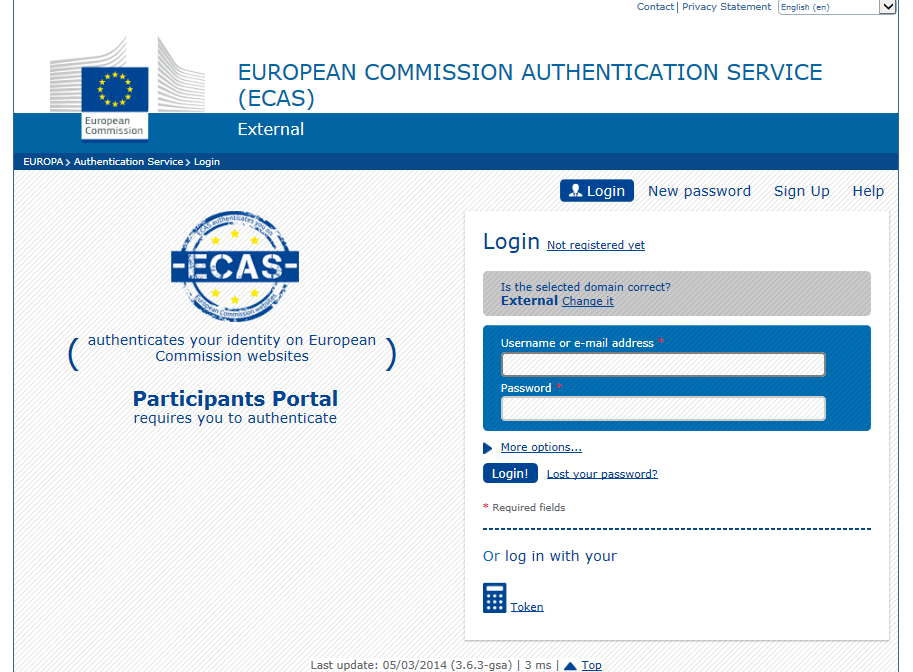 Contact | Privacy Statement English (en)
EUROPEAN COMMISSION AUTHENTICATION SERVICE
(ECAS)
European
Commission
External
EUROPA > Authentication Service > Login
Login New password Sign Up Help
ECAS authenticates you on
-ECAS-
European Commission websites
( authenticates your identity on European
Commission websites )
Participants Portal
requires you to authenticate
Login Not registered yet
Is the selected domain correct?
External Change it
Username or e-mail address *
Password *
More options...
Login! Lost your password?
* Required fields
Or log in with your
Token
Last update: 05/03/2014 (3.6.3-gsa) | 3 ms | Top